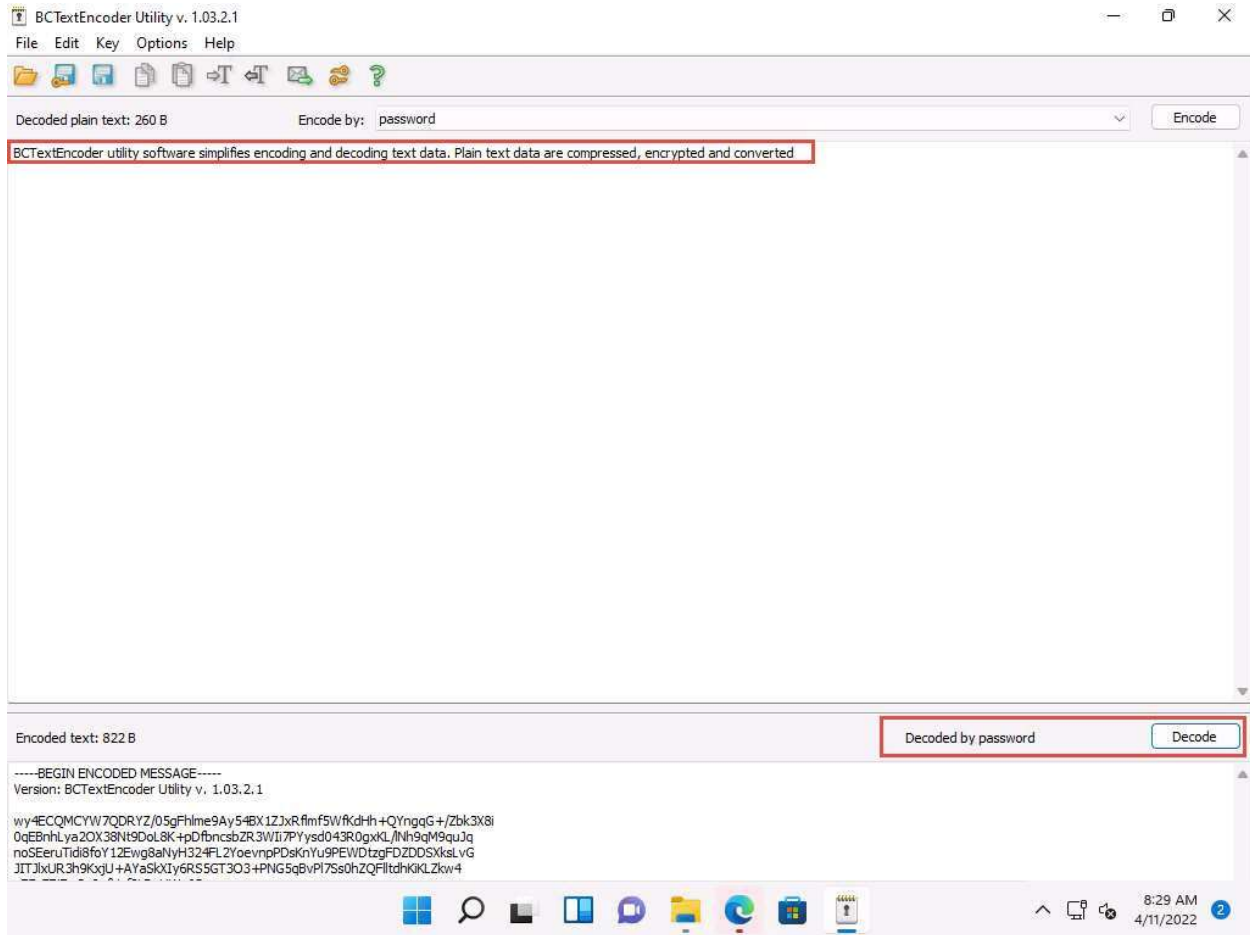 BCTextEncoder Utility v. 1.03.2.1
File Edit Key Options Help
Decoded plain text: 260 B Encode by: password Encode
BCTextEncoder utility software simplifies encoding and decoding text data. Plain text data are compressed, encrypted and converted
Encoded text: 822 B Decoded by password Decode
-----BEGIN ENCODED MESSAGE-----
Version: BCTextEncoder Utility v. 1.03.2.1
wy4ECQMCYW7QDRYZ/05gFhlme9Ay54BX1ZJxRflmf5WfKdHh+QYngqG+/Zbk3X8i
0qEBnhLya2OX38Nt9DoL8K+pDfbncsbZR3WIi7PYysd043R0gxKL/lNh9qM9quJq
noSEeruTidi8foY12Ewg8aNyH324FL2YoevnpPDsKnYu9PEWDtzgFDZDDSXksLvG
JITJlxUR3h9KxjU+AYaSkXIy6RS5GT3O3+PNG5qBvPl7Ss0hZQFlltdhKiKLZkw4
8:29 AM
4/11/2022 2